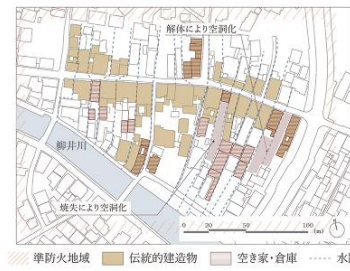 解体により空洞化
柳井川
焼失により空洞化
0 20 50 100
(m)
準防火地域 伝統的建造物 空き家・倉庫 水